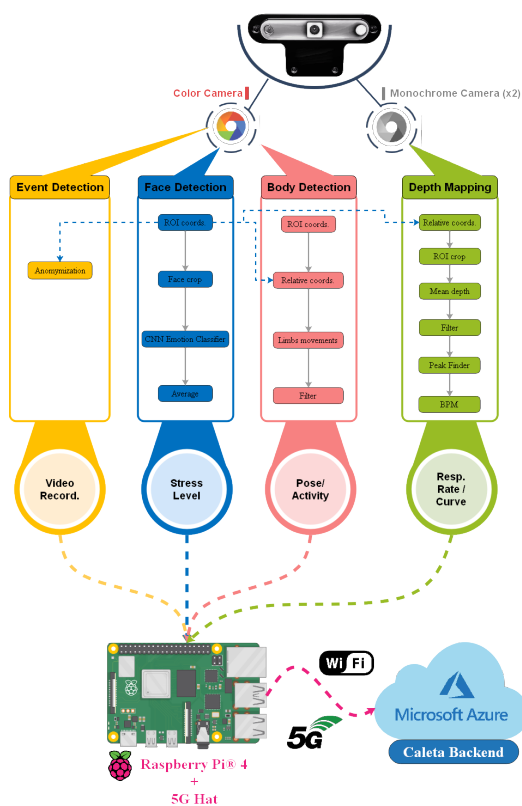 Color Camera
Monochrome Camera (x2)
Event Detection
Face Detection
Body Detection
Depth Mapping
ROI coords.
ROI coords.
Relative coords.
ROI crop
Anomymization
Face crop
Relative coords.
Mean depth
Filter
CNN Emotion Classifier
Limbs movements
Peak Finder
Average
Filter
BPM
Video
Record.
Stress
Level
Pose/
Activity
Resp.
Rate /
Curve
Wi Fi
5G
Microsoft Azure
Caleta Backend
Raspberry Pi® 4
+
5G Hat